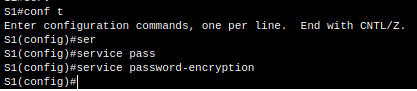 S1#conf t
Enter configuration commands, one per line.  End with CNTL/Z.
S1(config)#ser
S1(config)#service pass
S1(config)#service password-encryption
S1(config)#